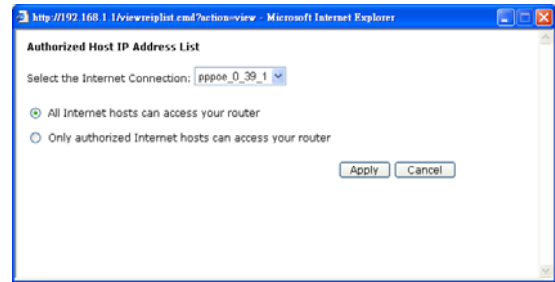 http://192.168.1.1/viewreiplist.cmd?action=view - Microsoft Internet Explorer
Authorized Host IP Address List
Select the Internet Connection: pppoe_0_39_1
All Internet hosts can access your router
Only authorized Internet hosts can access your router
Apply Cancel